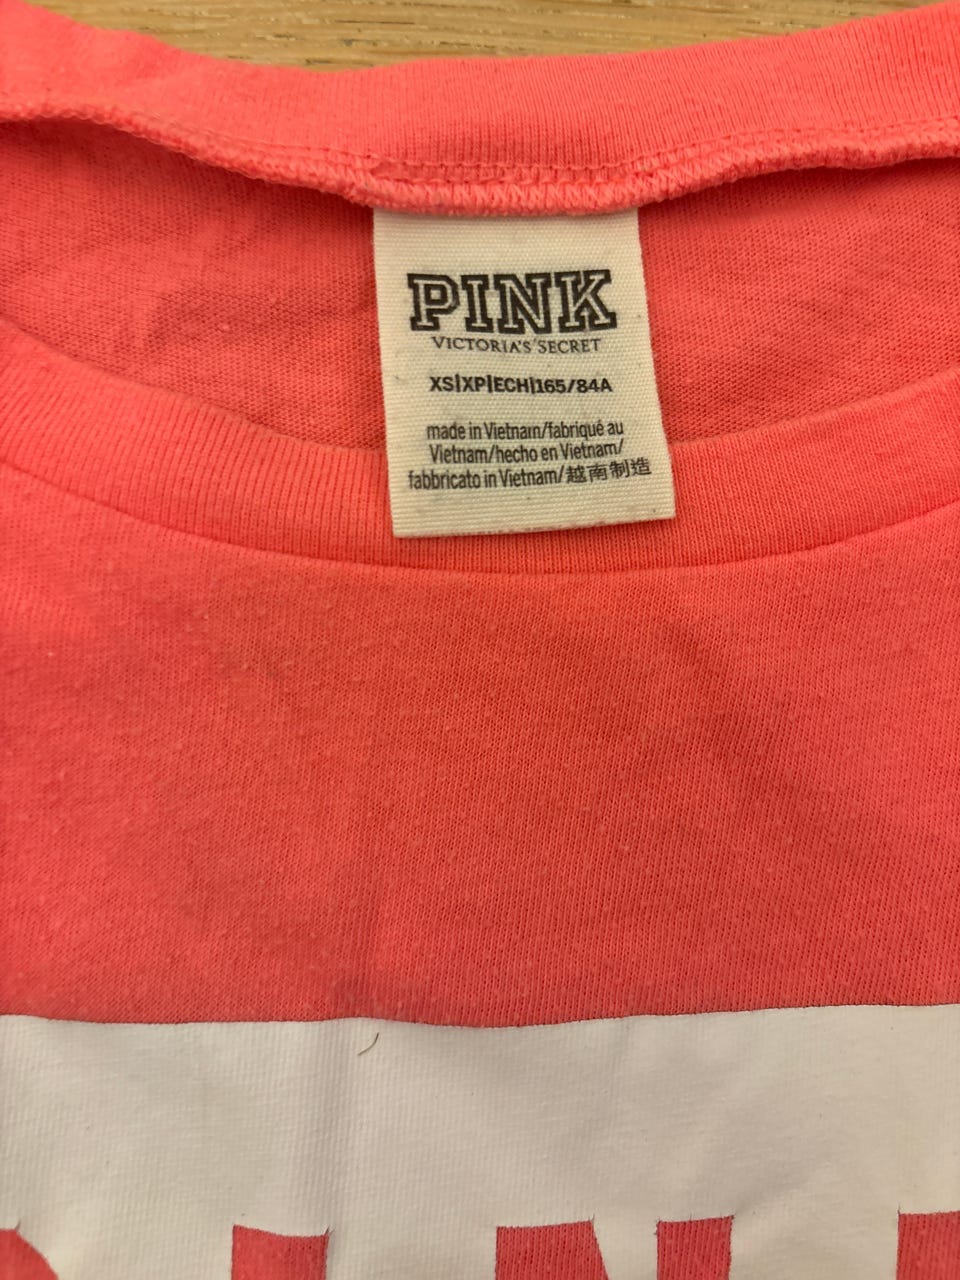 PINK
VICTORIA'S SECRET
XS|XP|ECH|165/84A
made in Vietnam/fabriqué au
Vietnam/hecho en Vietnam/
fabbricato in Vietnam/越南制造